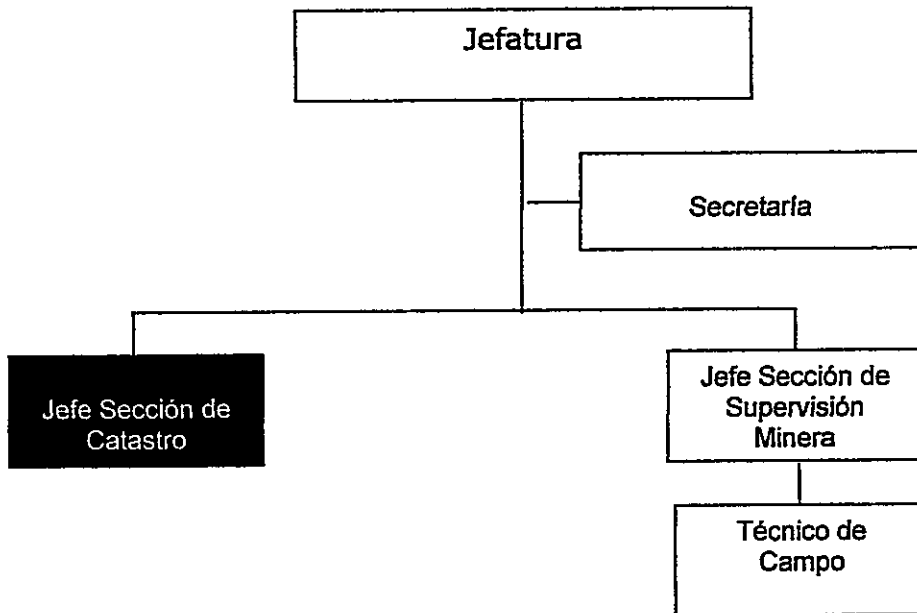 Jefatura
Secretaría
Jefe Sección de
Catastro
Jefe Sección de
Supervisión
Minera
Técnico de
Campo